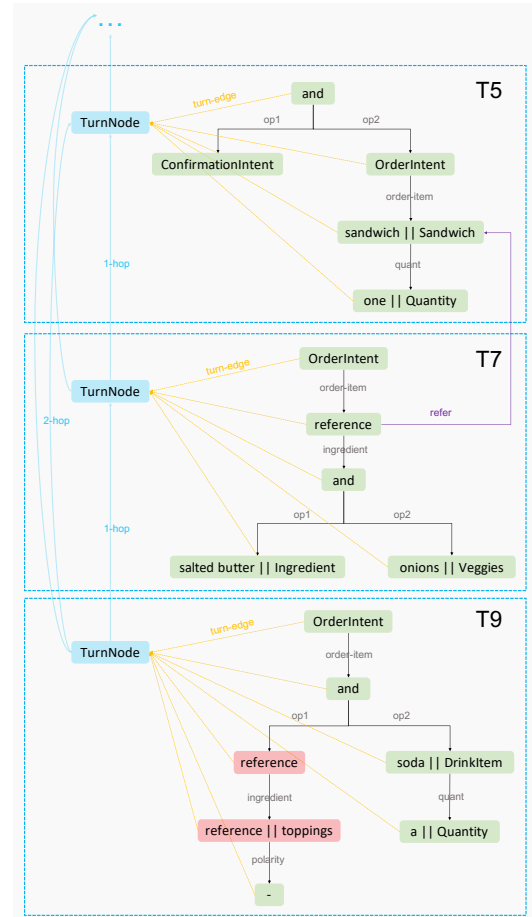 ...
T5
and
turn-edge
TurnNode
op1
op2
ConfirmationIntent
OrderIntent
order-item
sandwich || Sandwich
1-hop
quant
one || Quantity
T7
OrderIntent
turn-edge
order-item
TurnNode
reference
refer
2-hop
ingredient
and
1-hop
op1
op2
salted butter || Ingredient
onions || Veggies
T9
OrderIntent
turn-edge
TurnNode
order-item
and
op1
op2
reference
soda || DrinkItem
ingredient
quant
reference || toppings
a || Quantity
polarity
-